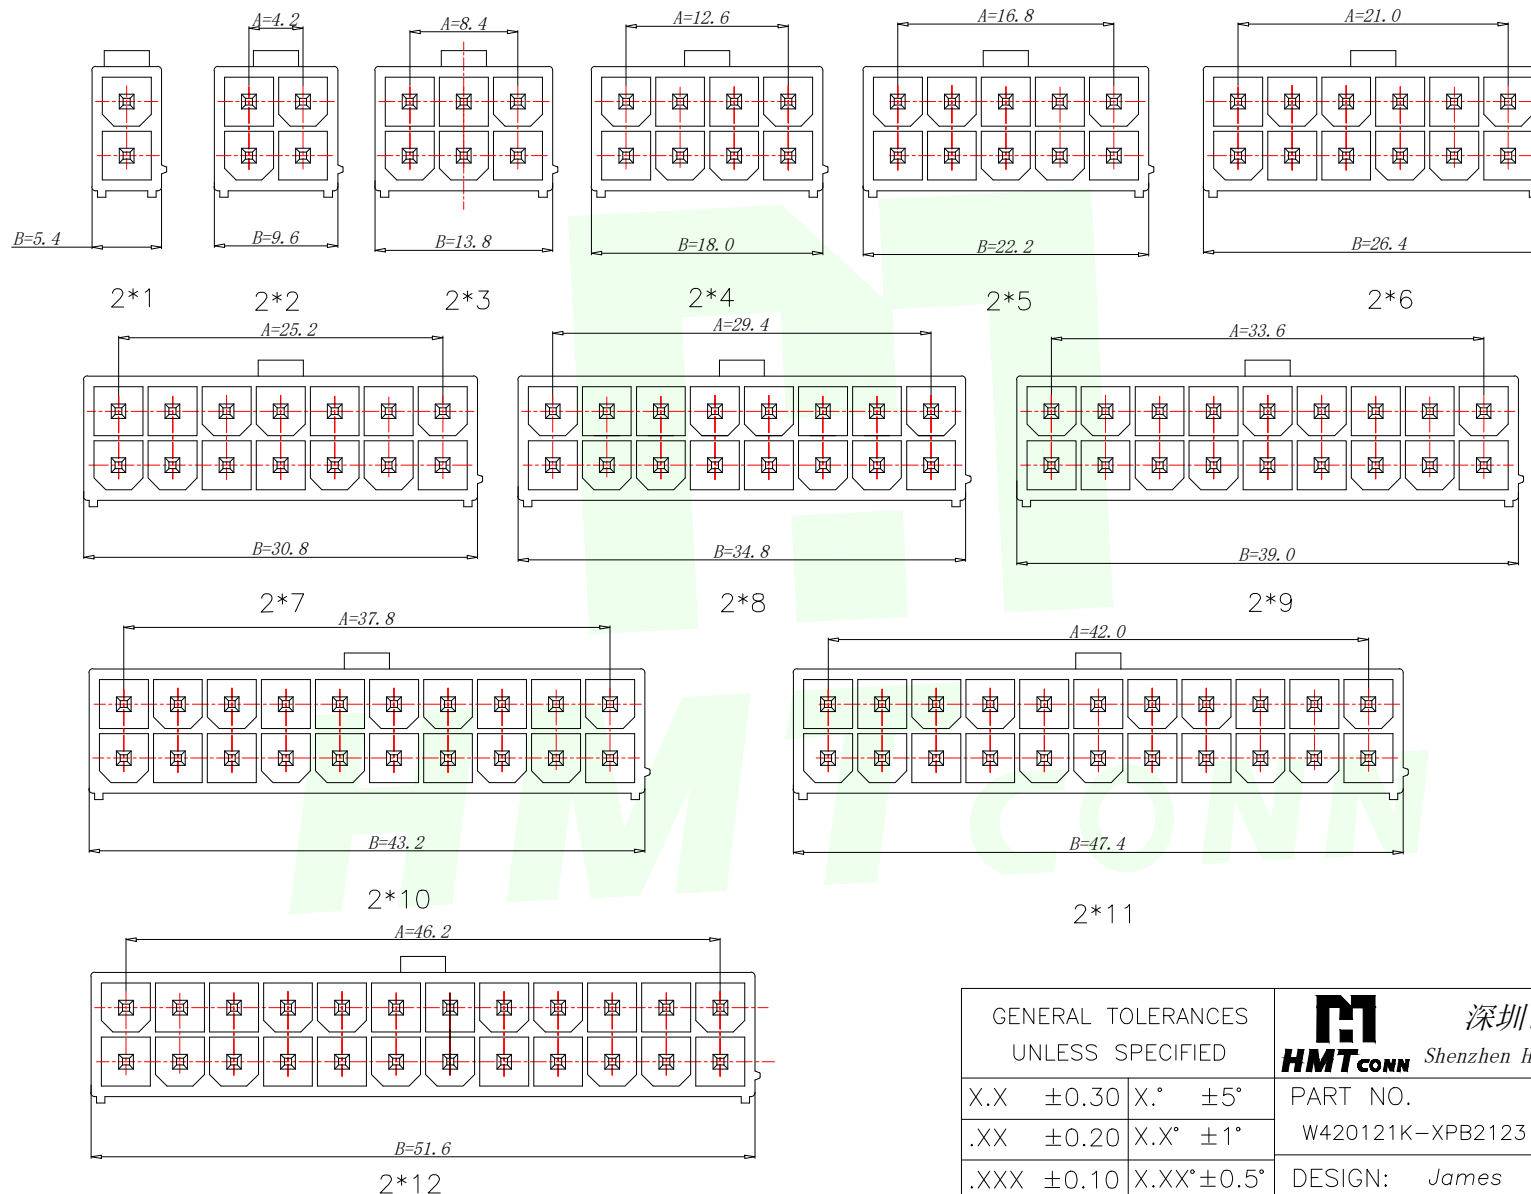 A=4.2
A=8.4
A=12.6
A=16.8
A=21.0
B=5.4
B=9.6
B=13.8
B=18.0
B=22.2
B=26.4
2*1
2*2
2*3
2*4
2*5
2*6
A=25.2
A=29.4
A=33.6
B=30.8
B=34.8
B=39.0
2*7
2*8
2*9
A=37.8
A=42.0
B=43.2
B=47.4
2*10
2*11
HMTCONN
A=46.2
B=51.6
2*12
GENERAL TOLERANCES
UNLESS SPECIFIED
X.X ±0.30 X.° ±5°
.XX ±0.20 X.X° ±1°
.XXX ±0.10 X.XX°±0.5°
HMTCONN
深圳
Shenzhen H
PART NO.
W420121K-XPB2123
DESIGN: James